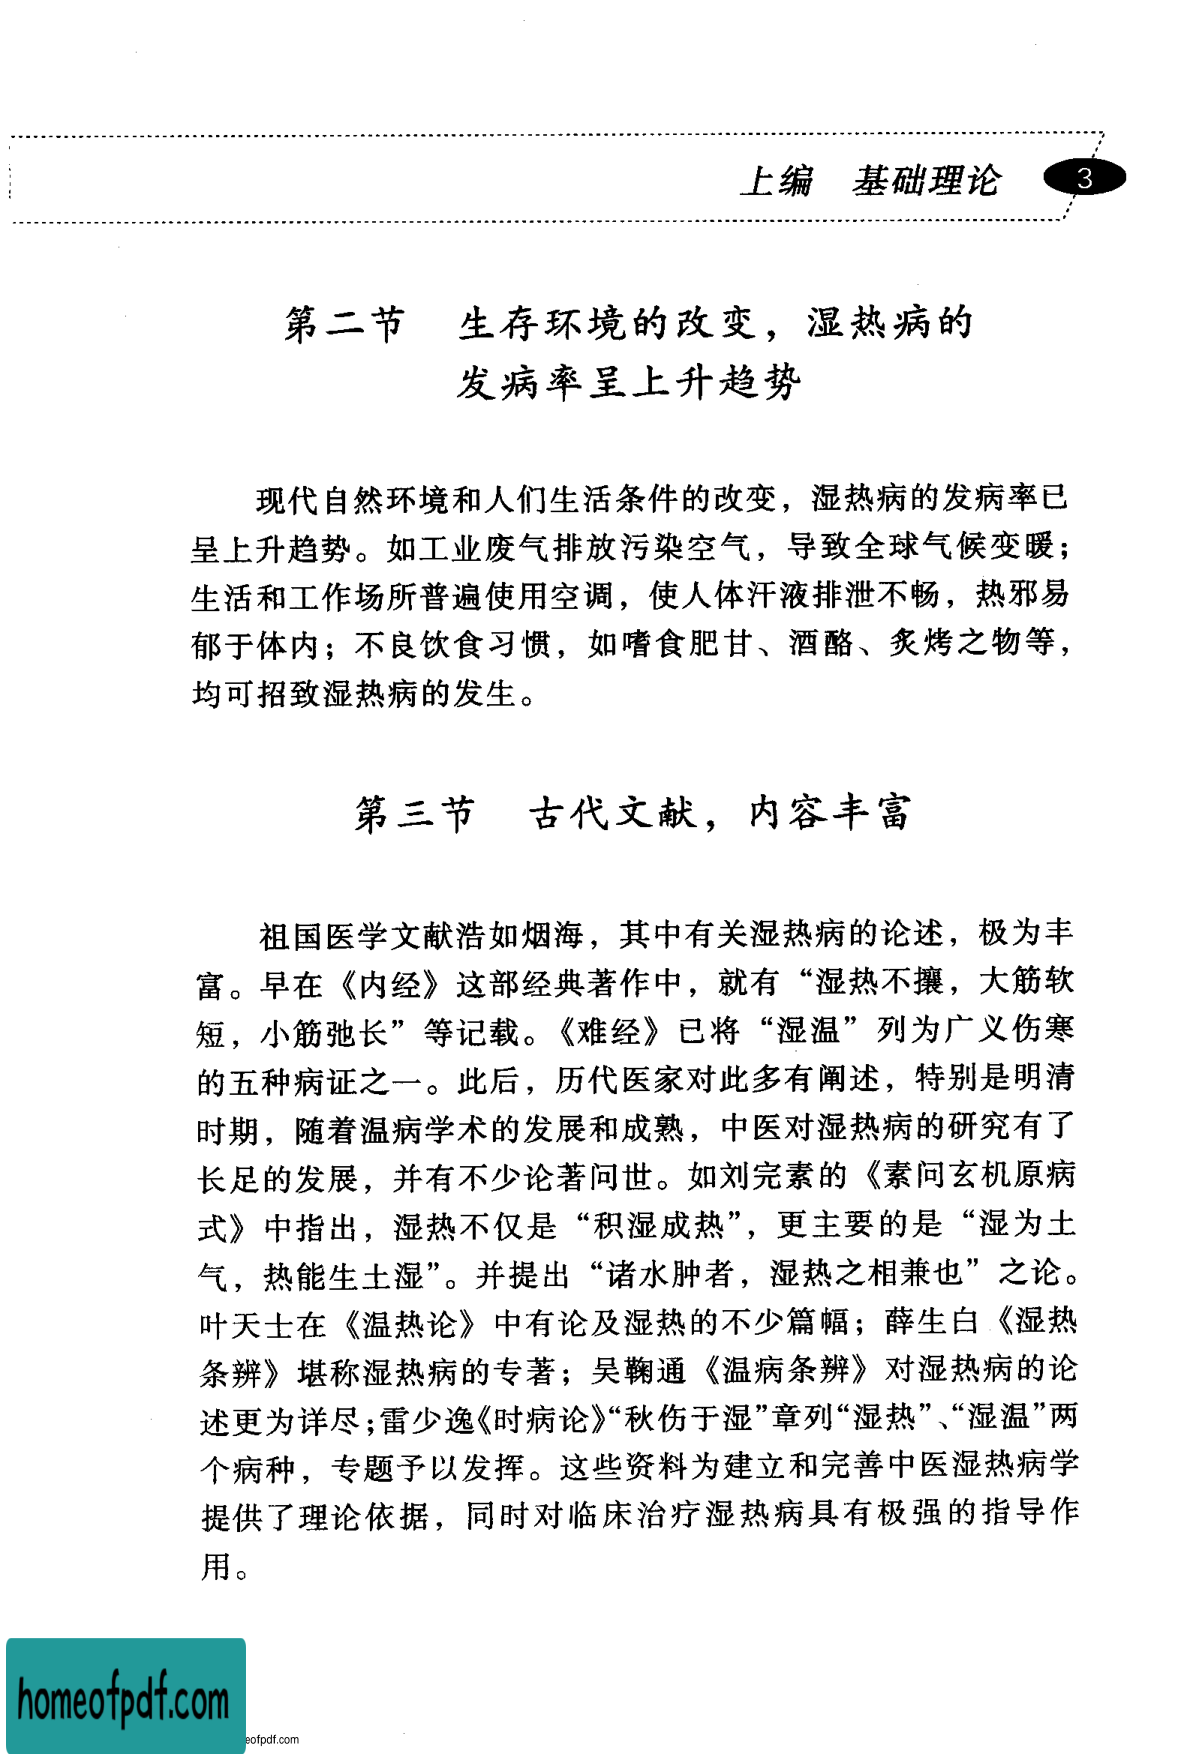 上编 基础理论 3
第二节 生存环境的改变，湿热病的
发病率呈上升趋势
现代自然环境和人们生活条件的改变，湿热病的发病率已
呈上升趋势。如工业废气排放污染空气，导致全球气候变暖；
生活和工作场所普遍使用空调，使人体汗液排泄不畅，热邪易
郁于体内；不良饮食习惯，如嗜食肥甘、酒酪、炙烤之物等，
均可招致湿热病的发生。
第三节 古代文献，内容丰富
祖国医学文献浩如烟海，其中有关湿热病的论述，极为丰
富。早在《内经》这部经典著作中，就有“湿热不攘，大筋软
短，小筋弛长”等记载。《难经》已将“湿温”列为广义伤寒
的五种病证之一。此后，历代医家对此多有阐述，特别是明清
时期，随着温病学术的发展和成熟，中医对湿热病的研究有了
长足的发展，并有不少论著问世。如刘完素的《素问玄机原病
式》中指出，湿热不仅是“积湿成热”，更主要的是“湿为土
气，热能生土湿”。并提出“诸水肿者，湿热之相兼也”之论。
叶天士在《温热论》中有论及湿热的不少篇幅；薛生白《湿热
条辨》堪称湿热病的专著；吴鞠通《温病条辨》对湿热病的论
述更为详尽；雷少逸《时病论》“秋伤于湿”章列“湿热”、“湿温”两
个病种，专题予以发挥。这些资料为建立和完善中医湿热病学
提供了理论依据，同时对临床治疗湿热病具有极强的指导作
用。
homeofpdf.com
eofpdf.com